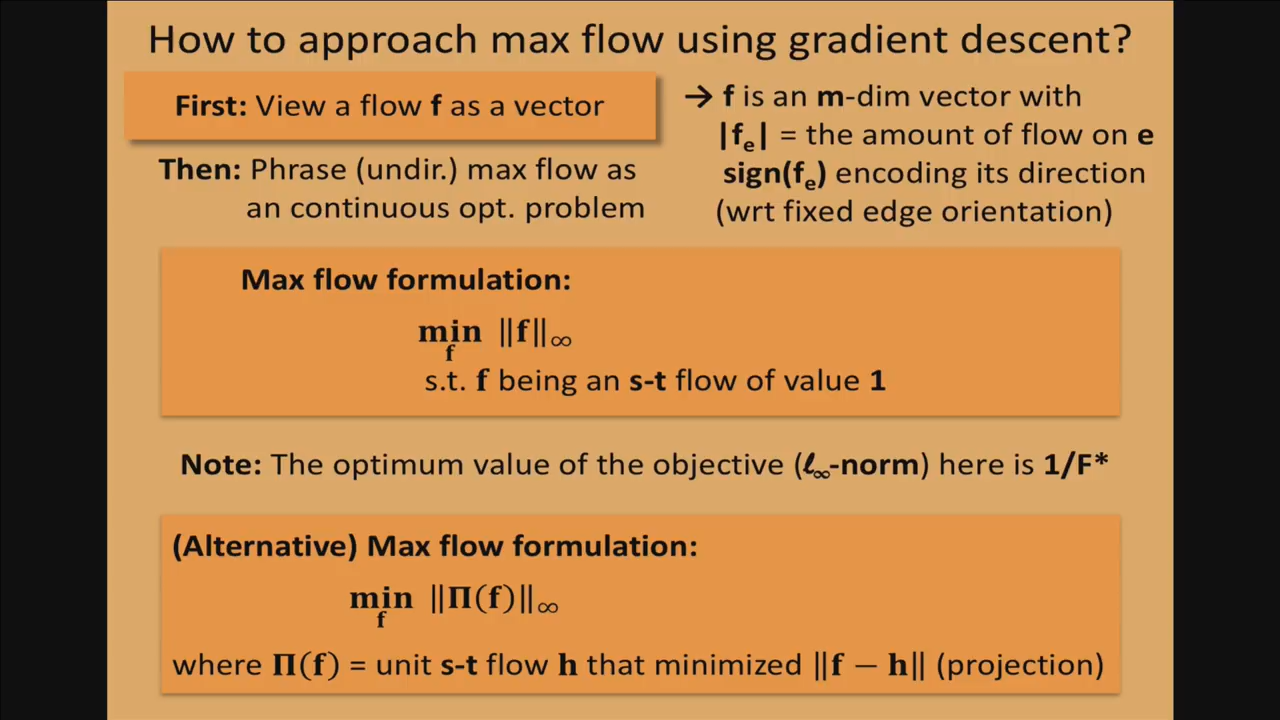 How to approach max flow using gradient descent?
First: View a flow f as a vector
Then: Phrase (undir.) max flow as
an continuous opt. problem
→ f is an m-dim vector with
|fₑ| = the amount of flow on e
sign(fₑ) encoding its direction
(wrt fixed edge orientation)
Max flow formulation:
min ‖f‖∞
f
s.t. f being an s-t flow of value 1
Note: The optimum value of the objective (ℓ∞-norm) here is 1/F*
(Alternative) Max flow formulation:
min ‖Π(f)‖∞
f
where Π(f) = unit s-t flow h that minimized ‖f − h‖ (projection)